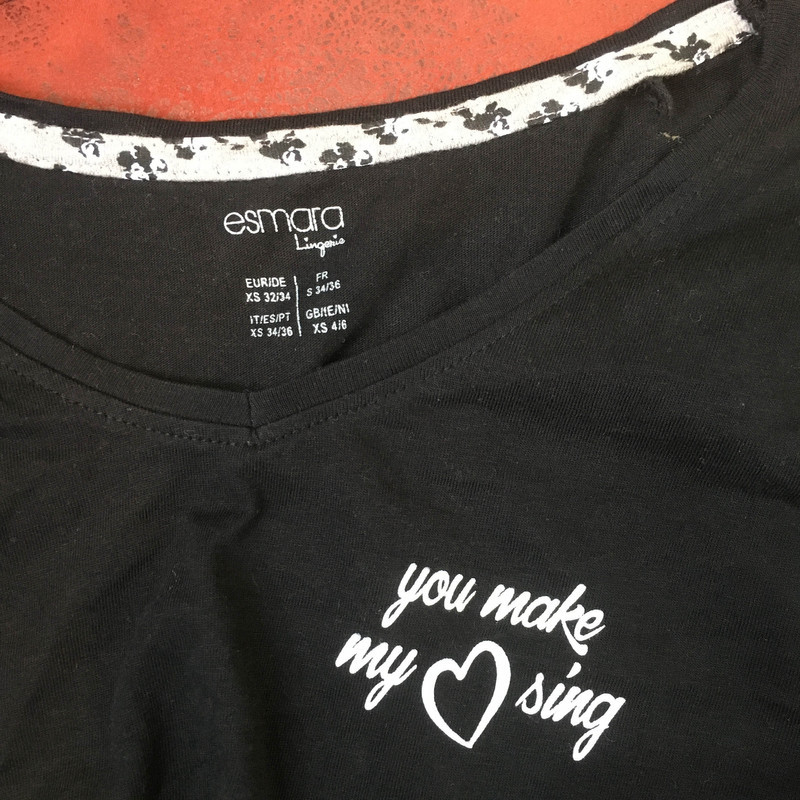 esmara
Lingerie
EUR/DE
XS 32/34
FR
S 34/36
IT/ES/PT
XS 34/36
GB/IE/NI
XS 4/6
you make
my sing